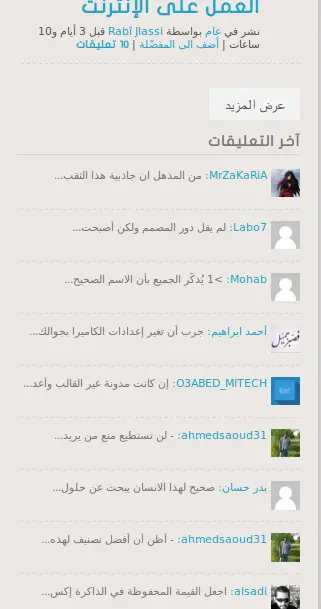 العمل على الإنترنت
نشر في عام بواسطة Rabî Jlassi قبل 3 أيام و10
ساعات | أضف الى المفضّلة | 10 تعليقات
عرض المزيد
آخر التعليقات
MrZaKaRiA: من المذهل ان جاذبية هذا الثقب...
Labo7: لم يقل دور المصمم ولكن أصبحت...
Mohab: >1 يُذكَر الجميع بأن الاسم الصحيح...
أحمد ابراهيم: جرب أن تغير إعدادات الكاميرا بجوالك...
O3ABED_MITECH: إن كانت مدونة غير القالب وأعد...
ahmedsaoud31: - لن تستطيع منع من يريد...
بدر حسان: صحيح لهذا الانسان يبحث عن حلول...
ahmedsaoud31: - أظن أن أفضل تصنيف لهذه...
alsadi: اجعل القيمة المحفوظة في الذاكرة إكس...